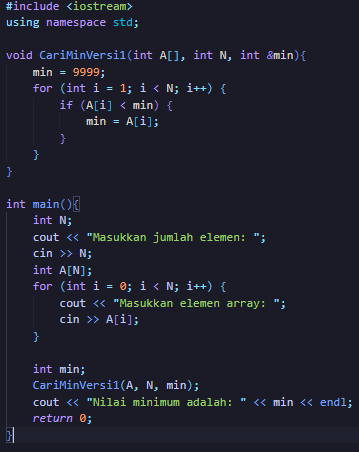 #include <iostream>
using namespace std;

void CariMinVersi1(int A[], int N, int &min){
    min = 9999;
    for (int i = 1; i < N; i++) {
        if (A[i] < min) {
            min = A[i];
        }
    }
}

int main(){
    int N;
    cout << "Masukkan jumlah elemen: ";
    cin >> N;
    int A[N];
    for (int i = 0; i < N; i++) {
        cout << "Masukkan elemen array: ";
        cin >> A[i];
    }

    int min;
    CariMinVersi1(A, N, min);
    cout << "Nilai minimum adalah: " << min << endl;
    return 0;
}